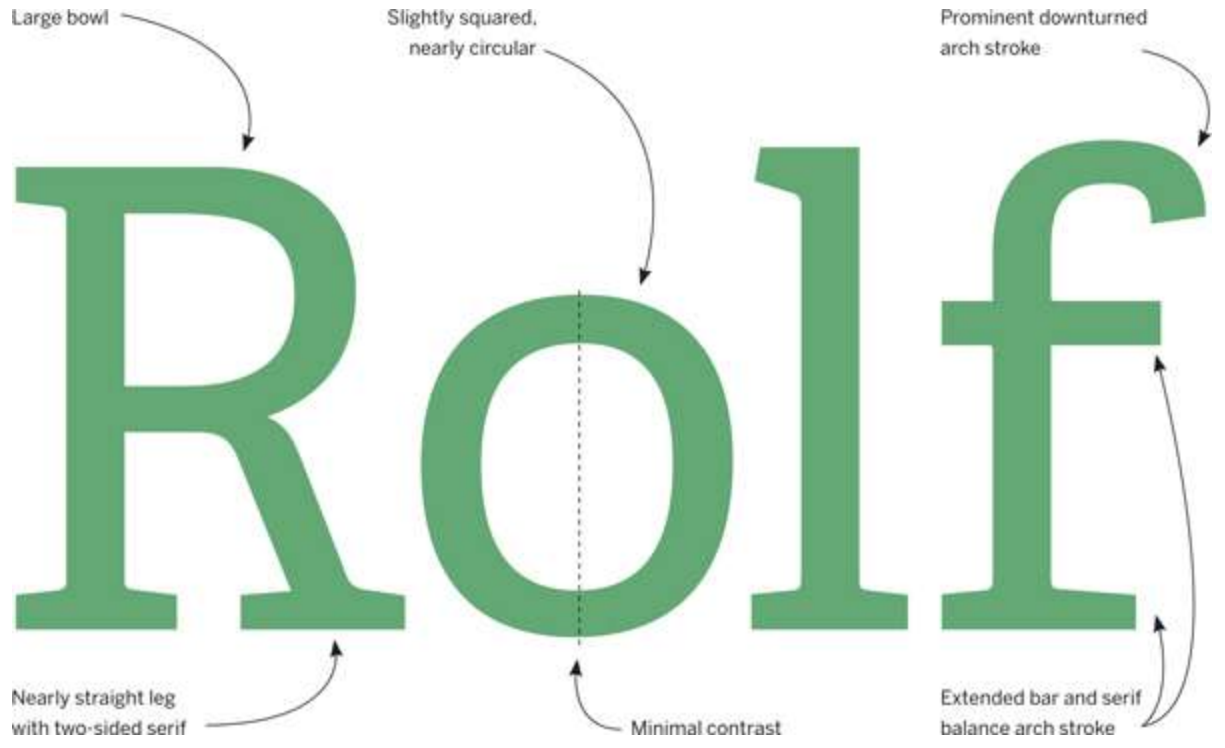 Large bowl
Slightly squared,
nearly circular
Prominent downturned
arch stroke
Rolf
Nearly straight leg
with two-sided serif
Minimal contrast
Extended bar and serif
balance arch stroke